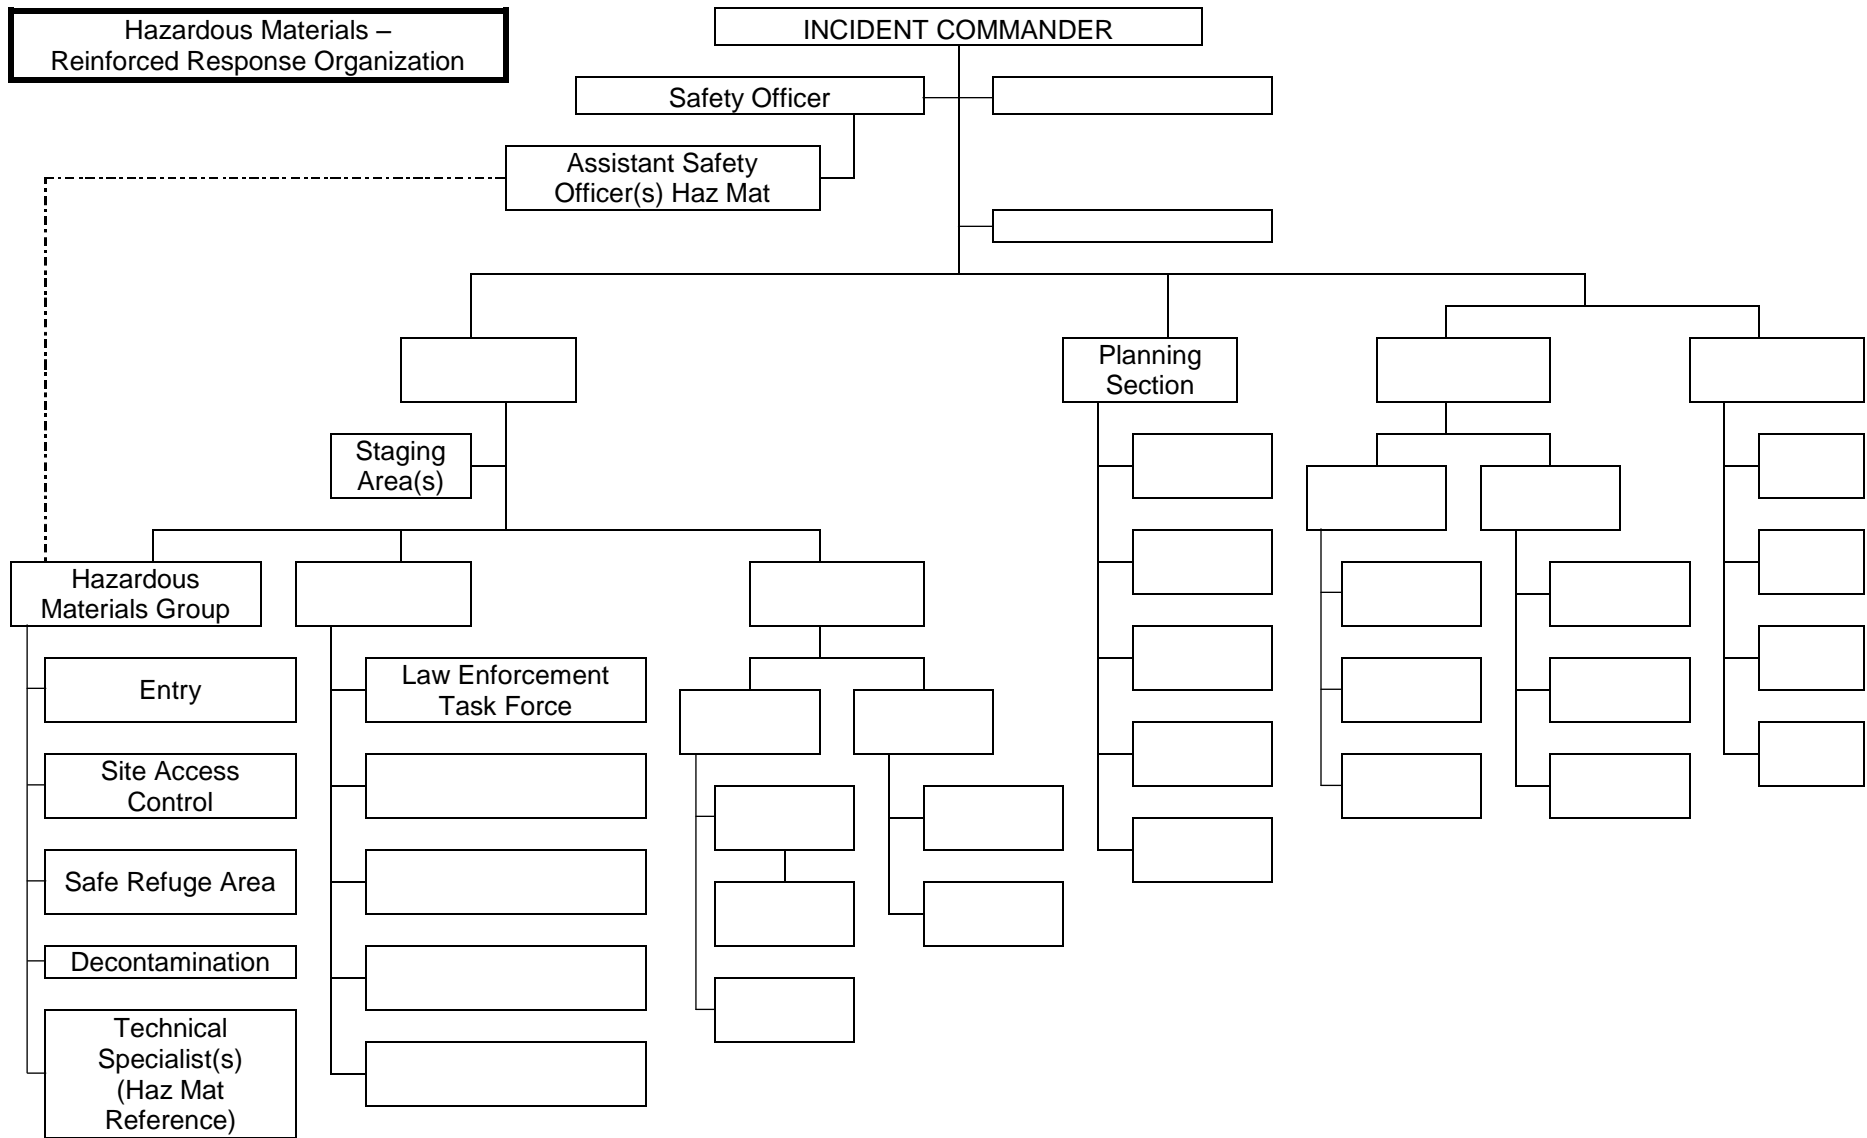 Hazardous Materials –
Reinforced Response Organization
INCIDENT COMMANDER
Safety Officer
Assistant Safety
Officer(s) Haz Mat
Planning
Section
Staging
Area(s)
Hazardous
Materials Group
Entry
Law Enforcement
Task Force
Site Access
Control
Safe Refuge Area
Decontamination
Technical
Specialist(s)
(Haz Mat
Reference)